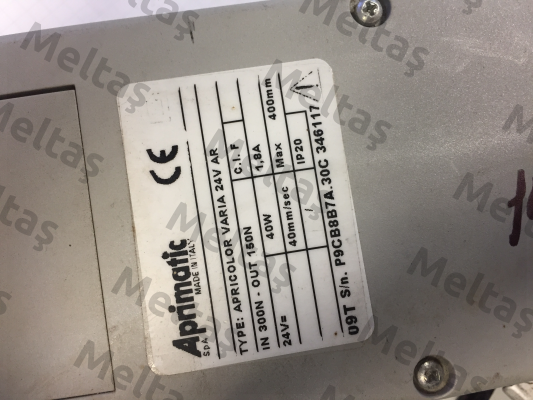 Aprimatic
S.p.A. MADE IN ITALY
CE
TYPE: APRICOLOR VARIA 24V AR
IN 300N - OUT 150N C.I.F
24V= 40W 1,8A 400mm
40mm/sec Max
/ IP20
09T S/n. P9CB8B7A.30C 346117
Meltaş